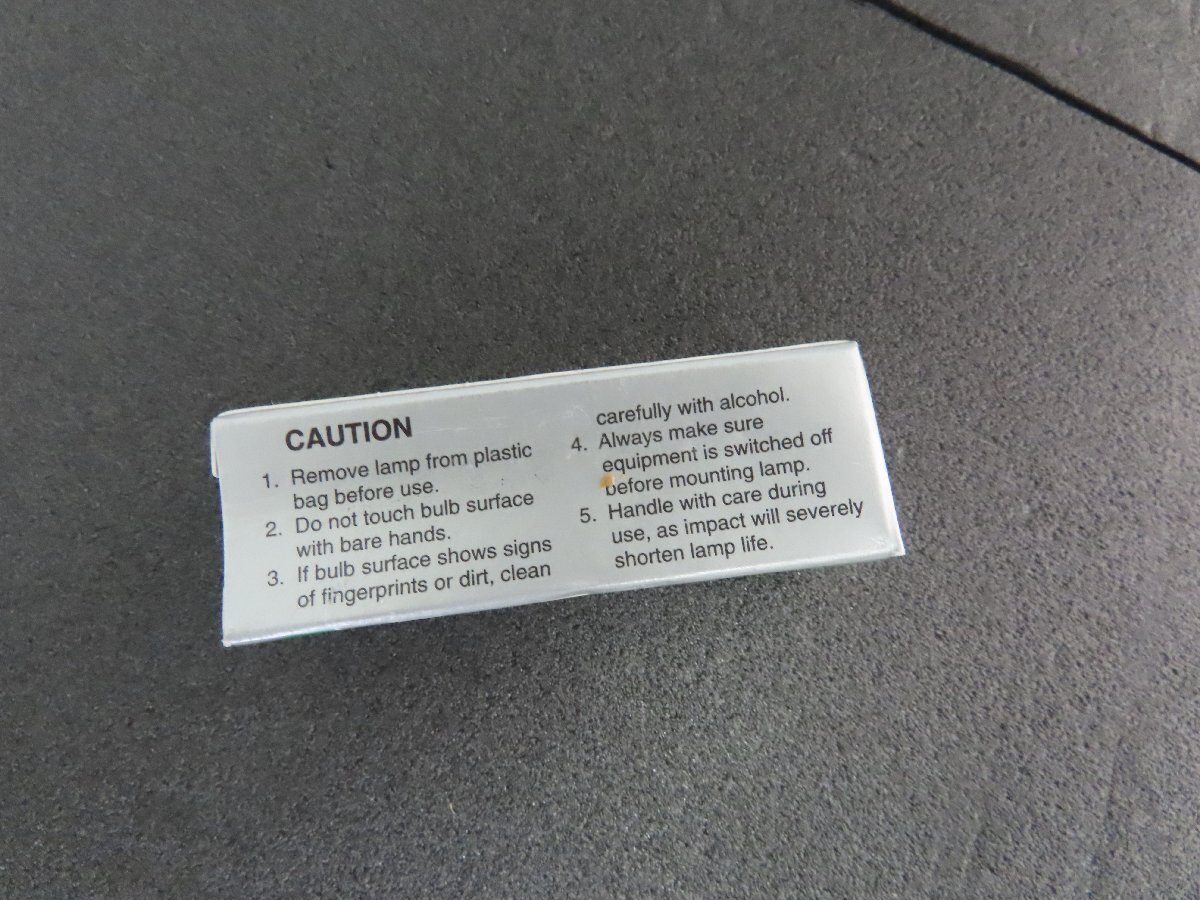 CAUTION
1. Remove lamp from plastic
bag before use.
2. Do not touch bulb surface
with bare hands.
3. If bulb surface shows signs
of fingerprints or dirt, clean
carefully with alcohol.
4. Always make sure
equipment is switched off
before mounting lamp.
5. Handle with care during
use, as impact will severely
shorten lamp life.